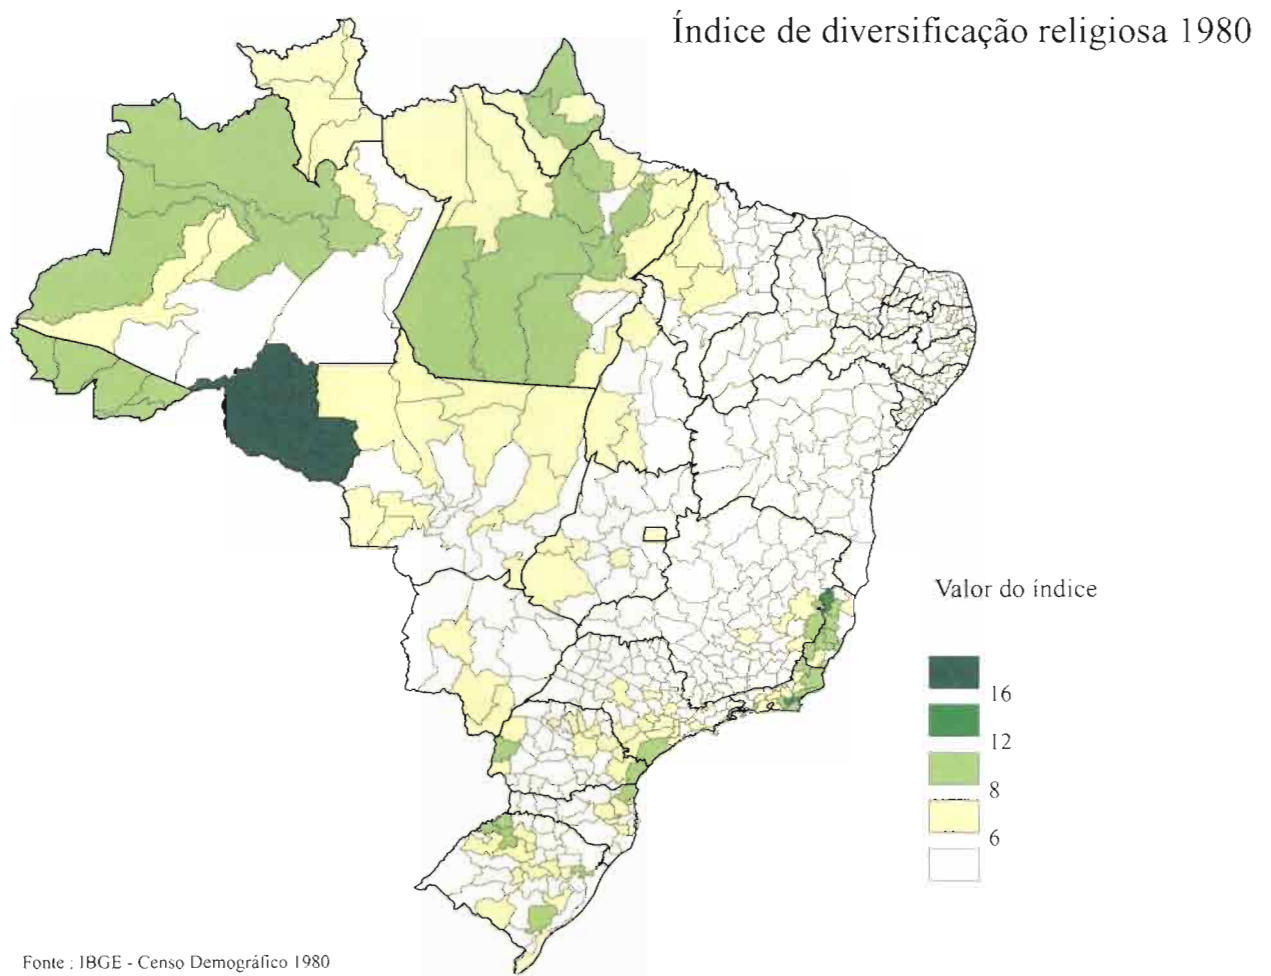 Índice de diversificação religiosa 1980
Valor do índice
16
12
8
6
Fonte : IBGE - Censo Demográfico 1980